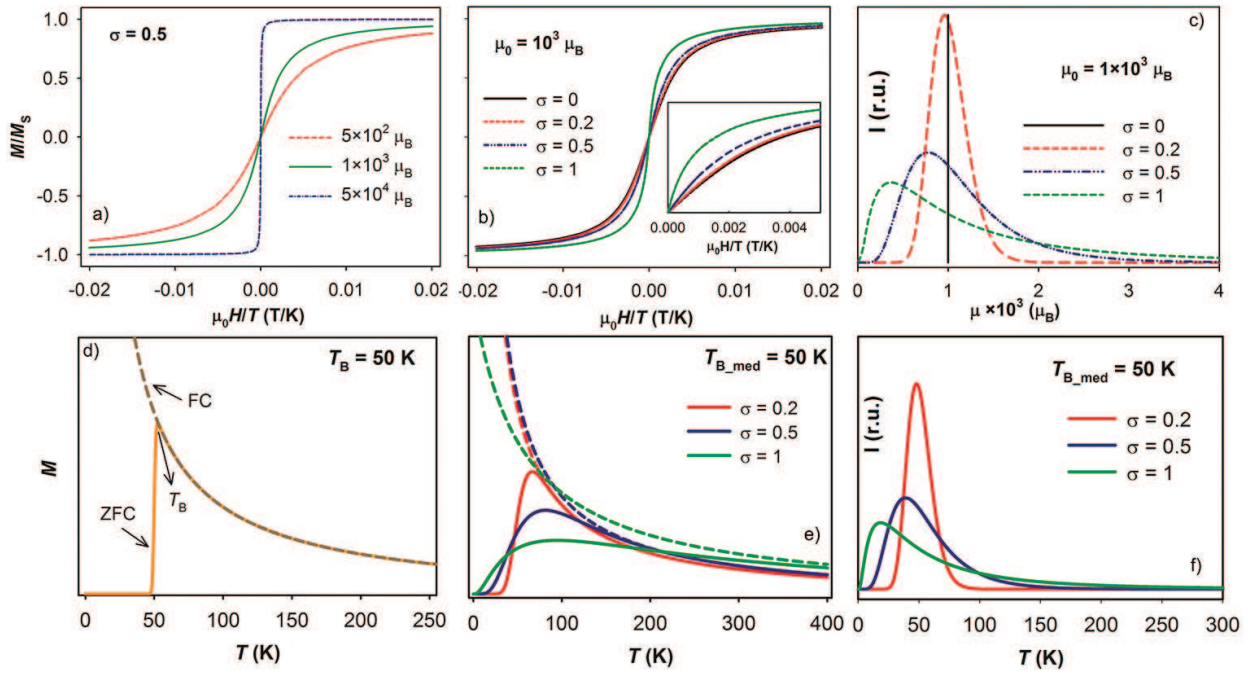 σ = 0.5
M/M_S
1.0
0.5
0.0
-0.5
-1.0
5×10² μ_B
1×10³ μ_B
5×10⁴ μ_B
a)
-0.02 -0.01 0.00 0.01 0.02
μ₀H/T (T/K)
μ₀ = 10³ μ_B
σ = 0
σ = 0.2
σ = 0.5
σ = 1
b)
0.000 0.002 0.004
μ₀H/T (T/K)
-0.02 -0.01 0.00 0.01 0.02
μ₀H/T (T/K)
c)
I (r.u.)
μ₀ = 1×10³ μ_B
σ = 0
σ = 0.2
σ = 0.5
σ = 1
0 1 2 3 4
μ ×10³ (μ_B)
d)
T_B = 50 K
FC
M
T_B
ZFC
0 50 100 150 200 250
T (K)
T_B_med = 50 K
σ = 0.2
σ = 0.5
σ = 1
e)
0 100 200 300 400
T (K)
T_B_med = 50 K
I (r.u.)
σ = 0.2
σ = 0.5
σ = 1
f)
0 50 100 150 200 250 300
T (K)